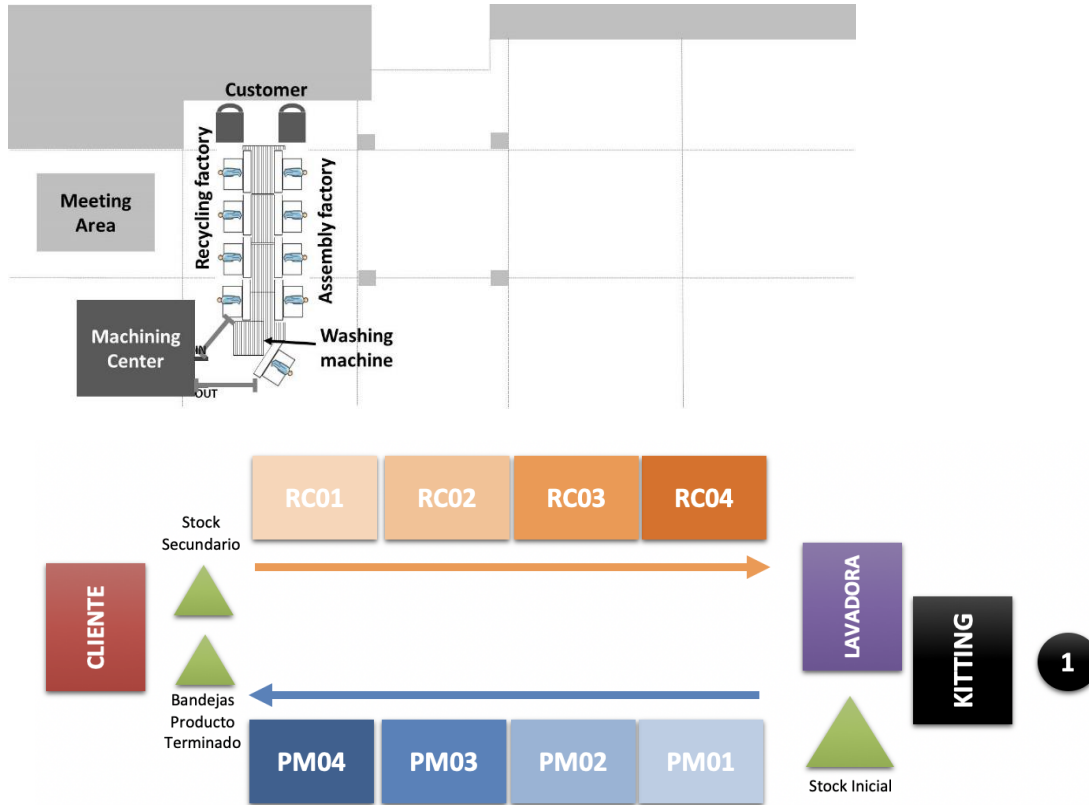 Customer
Recycling factory
Assembly factory
Meeting
Area
Machining
Center
IN
OUT
Washing
machine
RC01
RC02
RC03
RC04
Stock
Secundario
CLIENTE
LAVADORA
KITTING
1
Bandejas
Producto
Terminado
PM04
PM03
PM02
PM01
Stock Inicial